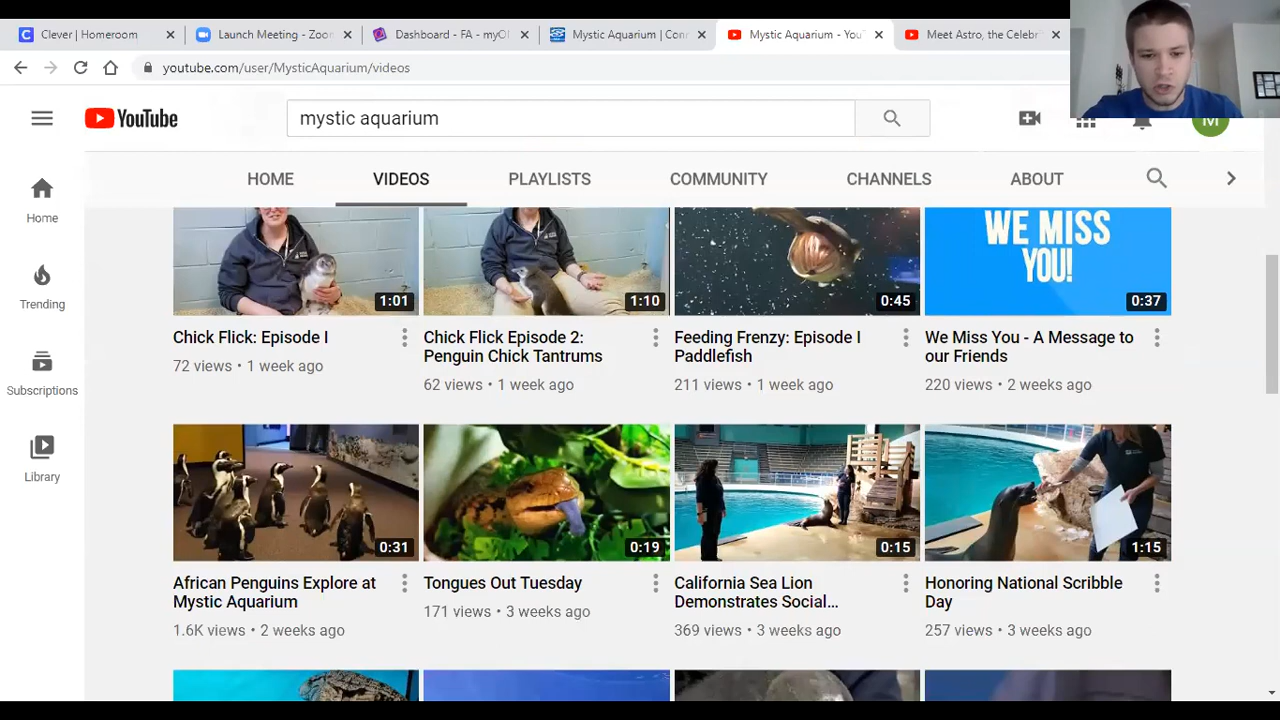 Clever | Homeroom
Launch Meeting - Zoon
Dashboard - FA - myOl
Mystic Aquarium | Conn
Mystic Aquarium - You
Meet Astro, the Celebri
youtube.com/user/MysticAquarium/videos
YouTube
mystic aquarium
M
HOME VIDEOS PLAYLISTS COMMUNITY CHANNELS ABOUT
Home
Trending
Subscriptions
Library
1:01
Chick Flick: Episode I
72 views • 1 week ago
1:10
Chick Flick Episode 2:
Penguin Chick Tantrums
62 views • 1 week ago
0:45
Feeding Frenzy: Episode I
Paddlefish
211 views • 1 week ago
WE MISS
YOU!
0:37
We Miss You - A Message to
our Friends
220 views • 2 weeks ago
0:31
African Penguins Explore at
Mystic Aquarium
1.6K views • 2 weeks ago
0:19
Tongues Out Tuesday
171 views • 3 weeks ago
0:15
California Sea Lion
Demonstrates Social...
369 views • 3 weeks ago
1:15
Honoring National Scribble
Day
257 views • 3 weeks ago